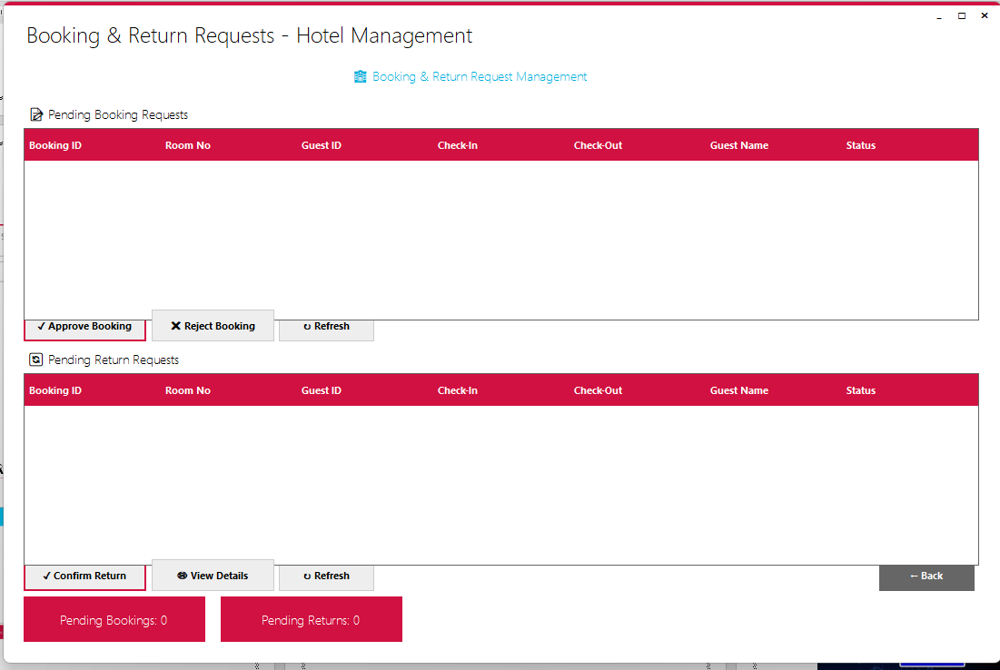 Booking & Return Requests - Hotel Management
Booking & Return Request Management
Pending Booking Requests
Booking ID Room No Guest ID Check-In Check-Out Guest Name Status
✓ Approve Booking ✕ Reject Booking ↻ Refresh
Pending Return Requests
Booking ID Room No Guest ID Check-In Check-Out Guest Name Status
✓ Confirm Return 👁 View Details ↻ Refresh ← Back
Pending Bookings: 0 Pending Returns: 0